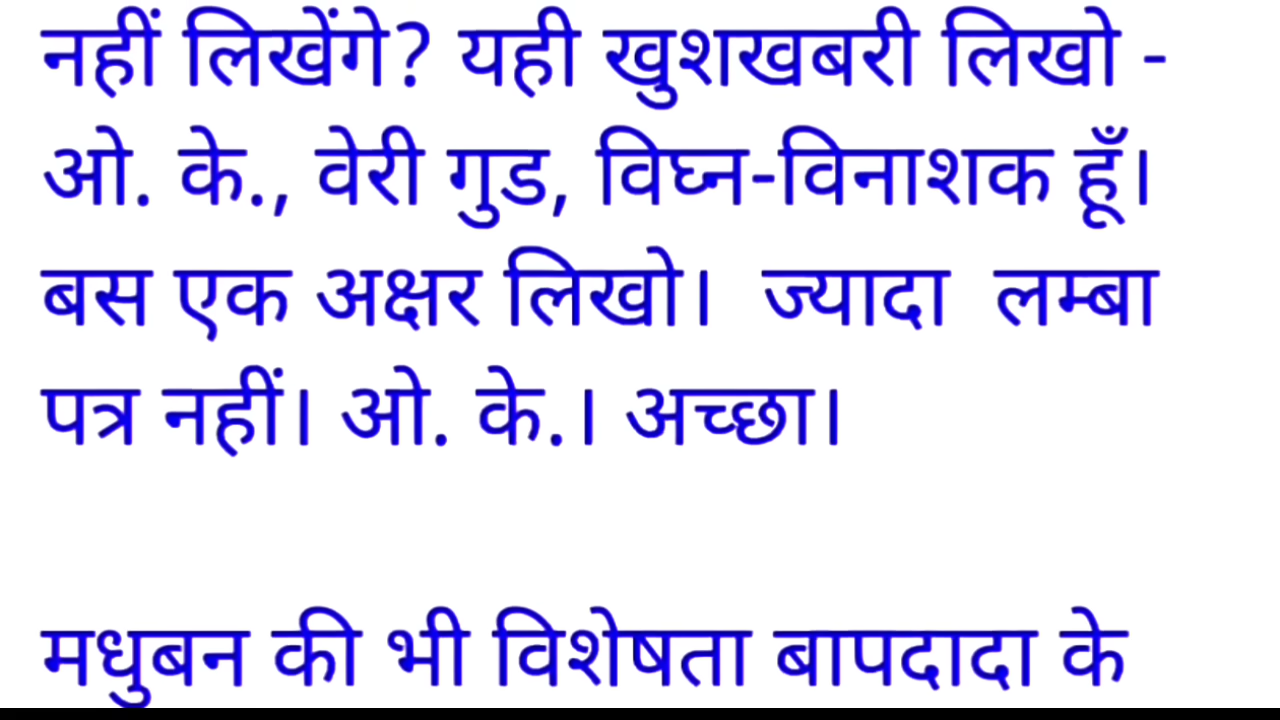 नहीं लिखेंगे? यही खुशखबरी लिखो -
ओ. के., वेरी गुड, विघ्न-विनाशक हूँ।
बस एक अक्षर लिखो। ज्यादा लम्बा
पत्र नहीं। ओ. के.। अच्छा।
मधुबन की भी विशेषता बापदादा के